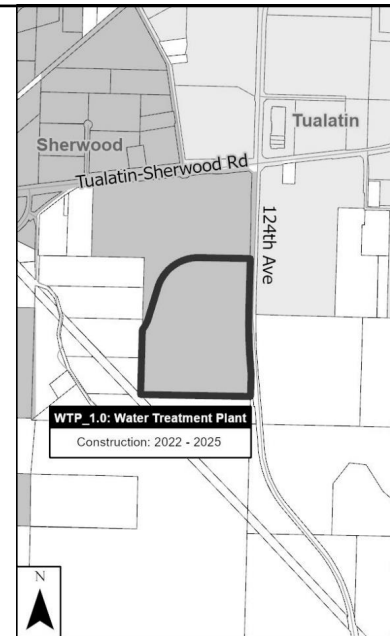 Sherwood
Tualatin
Tualatin-Sherwood Rd
124th Ave
WTP_1.0: Water Treatment Plant
Construction: 2022 - 2025
N